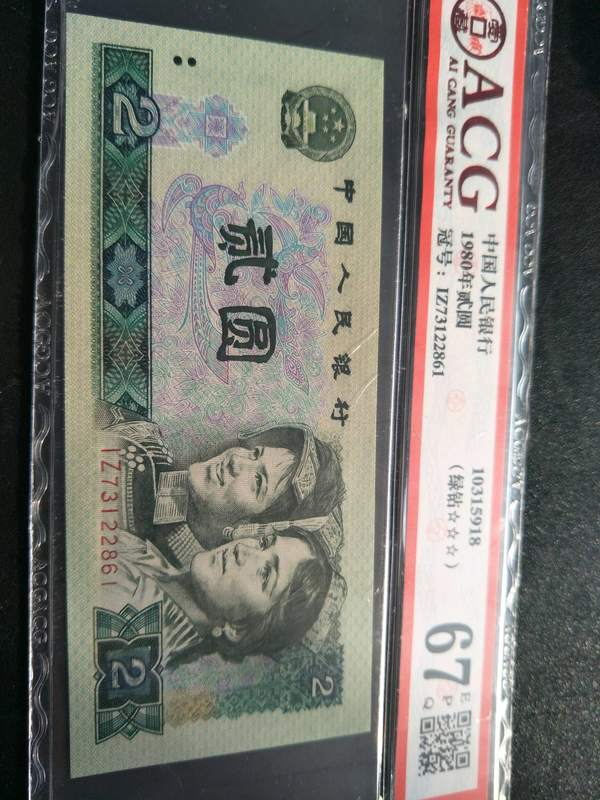 ACG
AI CANG GUARANTY
中国人民银行
1980年贰圆
冠号：IZ73122861
10315918
（绿钻☆☆☆）
67
EPQ
中国人民银行
贰圆
2
IZ73122861
2
2